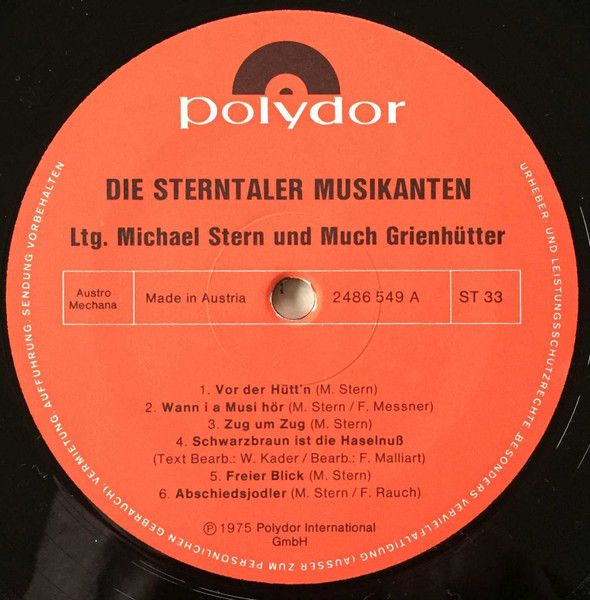 polydor
DIE STERNTALER MUSIKANTEN
Ltg. Michael Stern und Much Grienhütter
Austro
Mechana
Made in Austria
2486 549 A
ST 33
1. Vor der Hütt´n (M. Stern)
2. Wann i a Musi hör (M. Stern / F. Messner)
3. Zug um Zug (M. Stern)
4. Schwarzbraun ist die Haselnuß
(Text Bearb.: W. Kader / Bearb.: F. Malliart)
5. Freier Blick (M. Stern)
6. Abschiedsjodler (M. Stern / F. Rauch)
Ⓟ 1975 Polydor International
GmbH
URHEBER- UND LEISTUNGSSCHUTZRECHTE, BESONDERS VERVIELFÄLTIGUNG (AUSSER ZUM PERSÖNLICHEN GEBRAUCH), VERMIETUNG, AUFFÜHRUNG, SENDUNG VORBEHALTEN